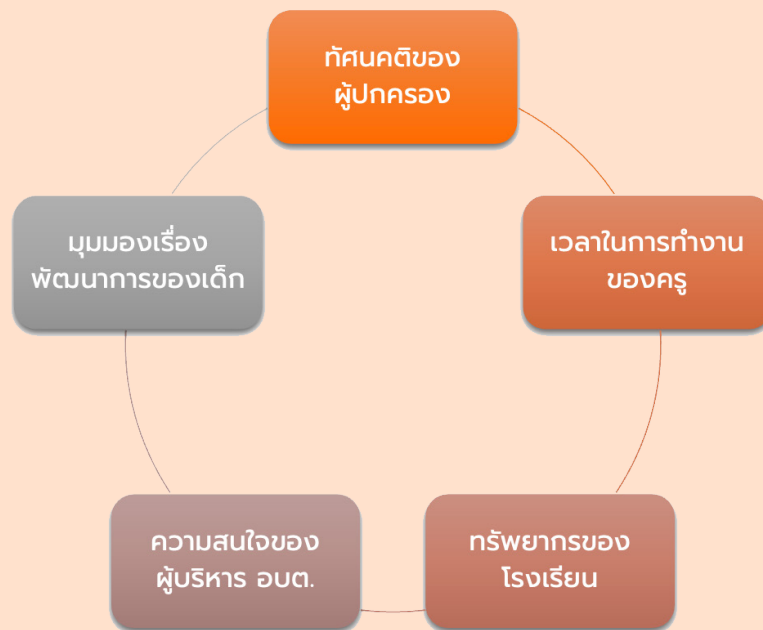 ทัศนคติของ
ผู้ปกครอง
เวลาในการทำงาน
ของครู
ทรัพยากรของ
โรงเรียน
ความสนใจของ
ผู้บริหาร อบต.
มุมมองเรื่อง
พัฒนาการของเด็ก